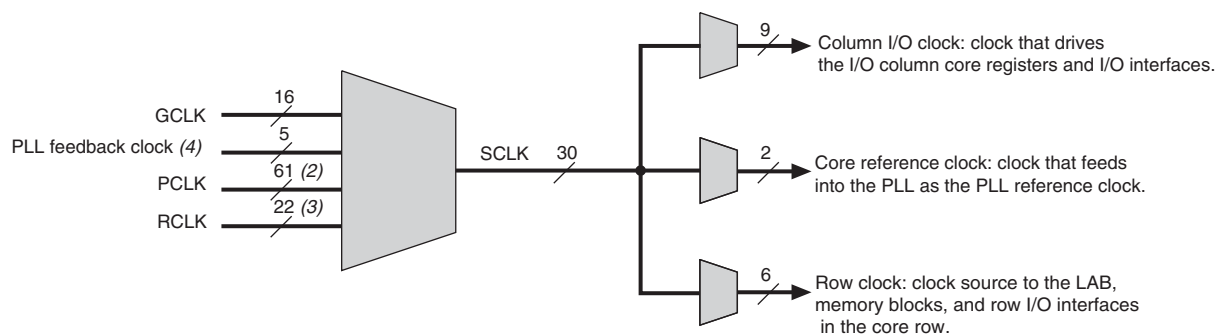 GCLK
16
PLL feedback clock (4)
5
PCLK
61 (2)
RCLK
22 (3)
SCLK
30
9
Column I/O clock: clock that drives
the I/O column core registers and I/O interfaces.
2
Core reference clock: clock that feeds
into the PLL as the PLL reference clock.
6
Row clock: clock source to the LAB,
memory blocks, and row I/O interfaces
in the core row.